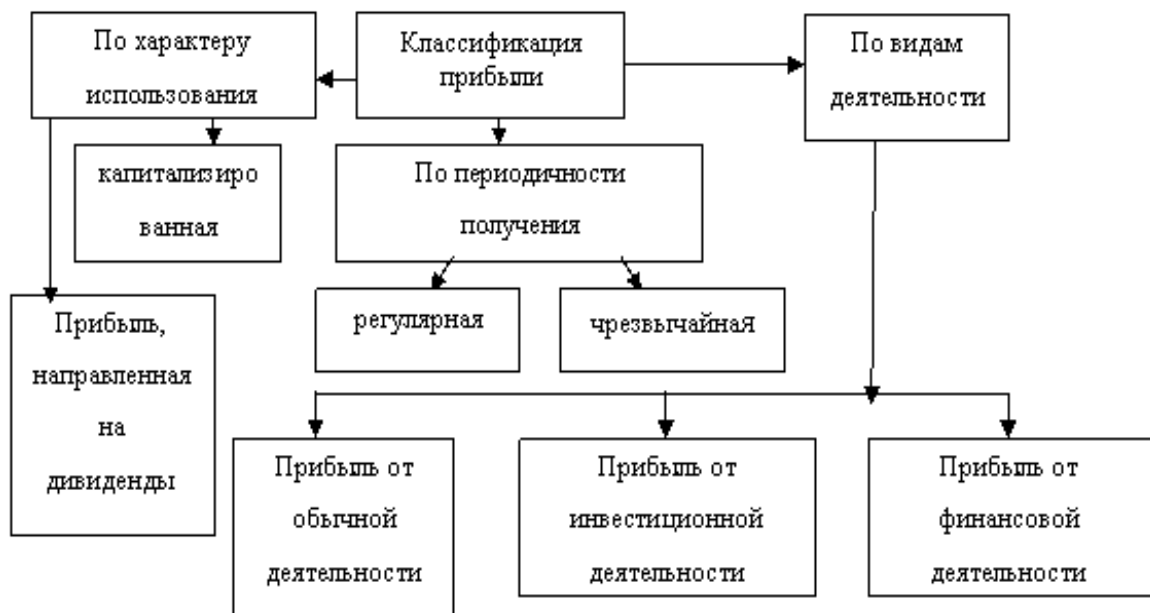 По характеру
использования
Классификация
прибыли
По видам
деятельности
капитализиро
ванная
По периодичности
получения
Прибыль,
направленная
на
дивиденды
регулярная
чрезвычайная
Прибыль от
обычной
деятельности
Прибыль от
инвестиционной
деятельности
Прибыль от
финансовой
деятельности